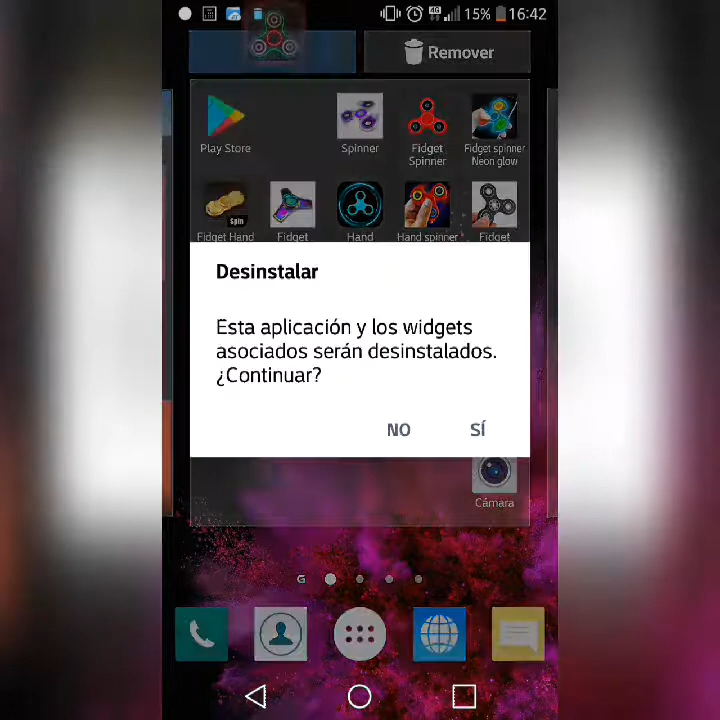 4G 15% 16:42
Remover
Play Store
Spinner
Fidget Spinner
Fidget spinner Neon glow
Spin
Fidget Hand
Fidget
Hand
Hand spinner
Fidget
Desinstalar
Esta aplicación y los widgets
asociados serán desinstalados.
¿Continuar?
NO SÍ
Cámara
G